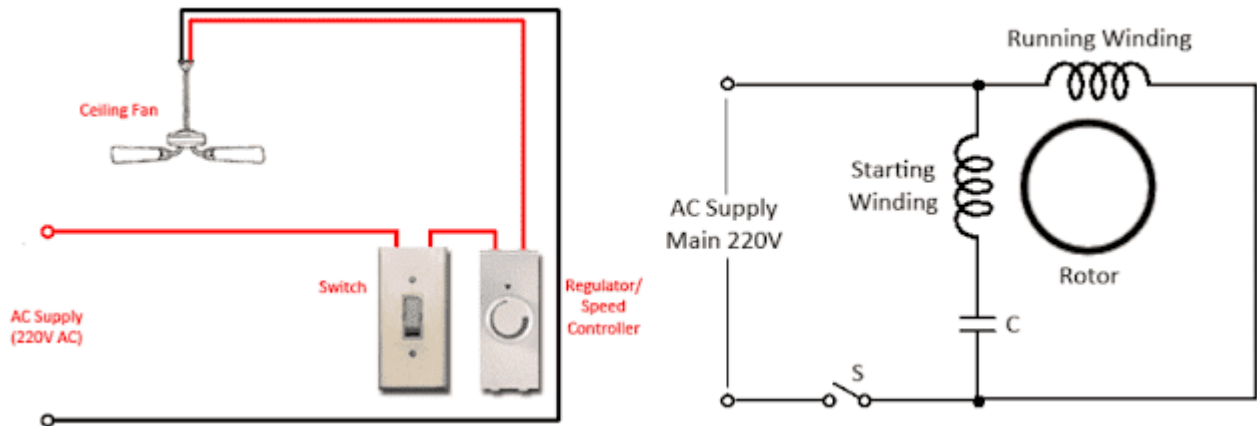 Ceiling Fan
Switch
Regulator/
Speed
Controller
AC Supply
(220V AC)
Running Winding
Starting
Winding
AC Supply
Main 220V
Rotor
C
S